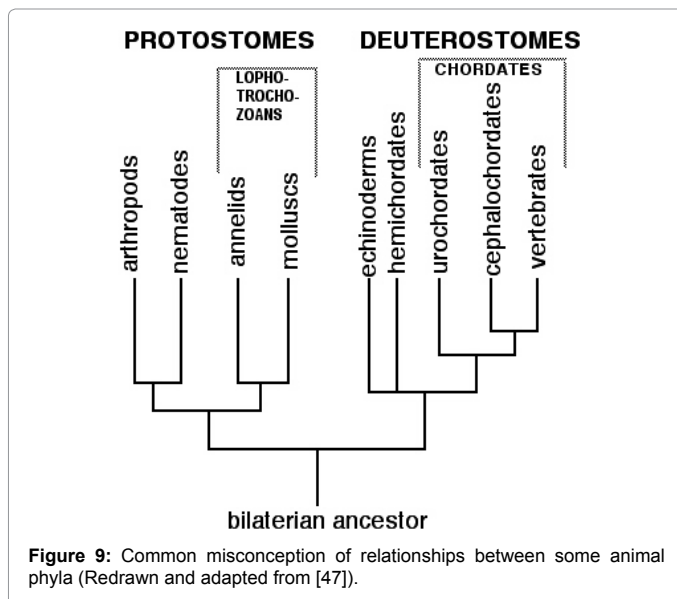 PROTOSTOMES
DEUTEROSTOMES
LOPHO-
TROCHO-
ZOANS
CHORDATES
arthropods
nematodes
annelids
molluscs
echinoderms
hemichordates
urochordates
cephalochordates
vertebrates
bilaterian ancestor
Figure 9: Common misconception of relationships between some animal
phyla (Redrawn and adapted from [47]).